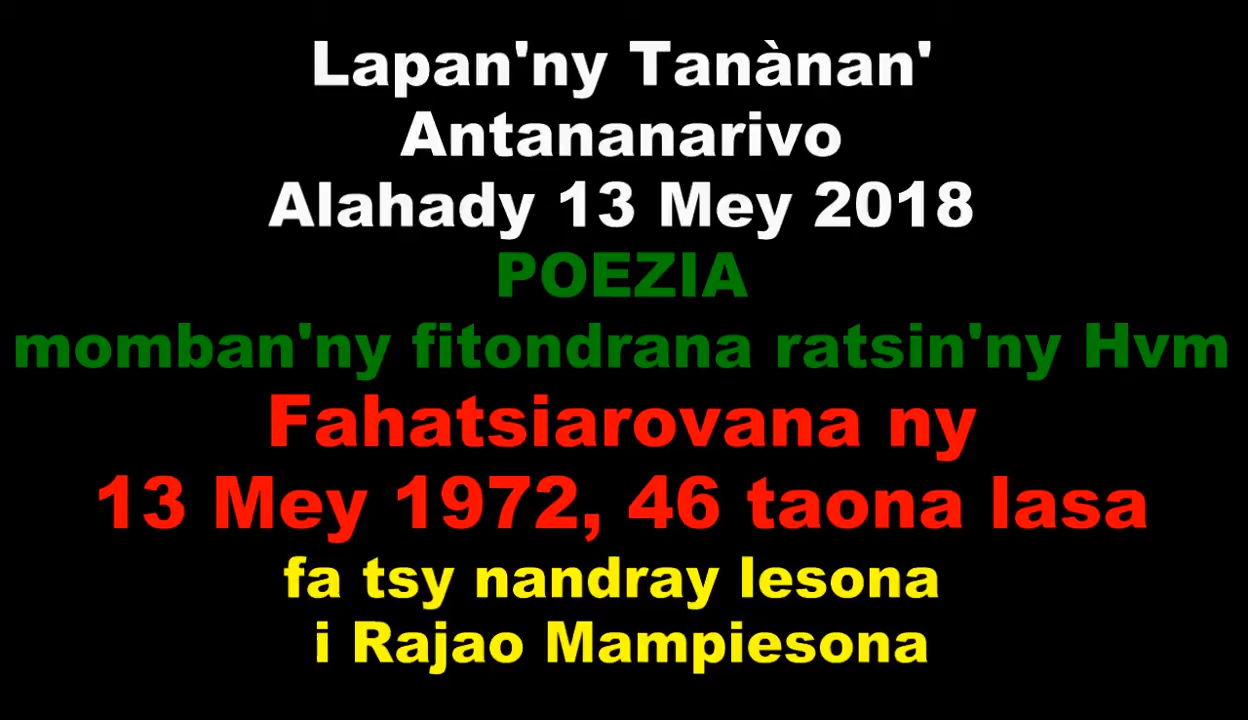 Lapan'ny Tanànan'
Antananarivo
Alahady 13 Mey 2018
POEZIA
momban'ny fitondrana ratsin'ny Hvm
Fahatsiarovana ny
13 Mey 1972, 46 taona lasa
fa tsy nandray lesona
i Rajao Mampiesona